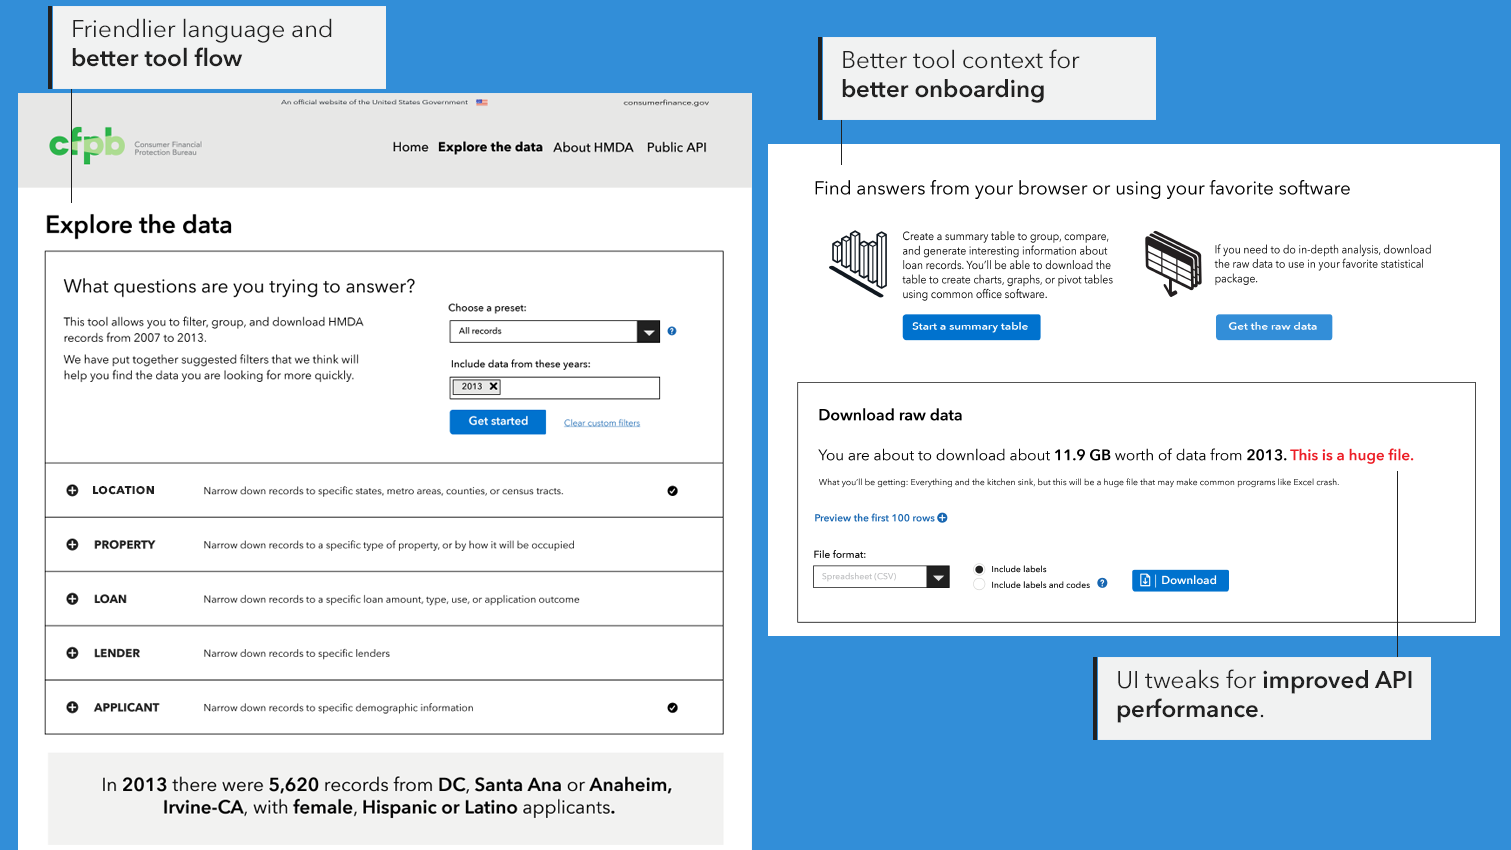 Friendlier language and
better tool flow
An official website of the United States Government
consumerfinance.gov
cfpb
Consumer Financial
Protection Bureau
Home Explore the data About HMDA Public API
Explore the data
What questions are you trying to answer?
This tool allows you to filter, group, and download HMDA
records from 2007 to 2013.
We have put together suggested filters that we think will
help you find the data you are looking for more quickly.
Choose a preset:
All records
?
Include data from these years:
2013
Get started
Clear custom filters
LOCATION Narrow down records to specific states, metro areas, counties, or census tracts.
PROPERTY Narrow down records to a specific type of property, or by how it will be occupied
LOAN Narrow down records to a specific loan amount, type, use, or application outcome
LENDER Narrow down records to specific lenders
APPLICANT Narrow down records to specific demographic information
In 2013 there were 5,620 records from DC, Santa Ana or Anaheim,
Irvine-CA, with female, Hispanic or Latino applicants.
Better tool context for
better onboarding
Find answers from your browser or using your favorite software
Create a summary table to group, compare,
and generate interesting information about
loan records. You'll be able to download the
table to create charts, graphs, or pivot tables
using common office software.
Start a summary table
If you need to do in-depth analysis, download
the raw data to use in your favorite statistical
package.
Get the raw data
Download raw data
You are about to download about 11.9 GB worth of data from 2013. This is a huge file.
What you'll be getting: Everything and the kitchen sink, but this will be a huge file that may make common programs like Excel crash.
Preview the first 100 rows
File format:
Spreadsheet (CSV)
Include labels
Include labels and codes ?
Download
UI tweaks for improved API
performance.